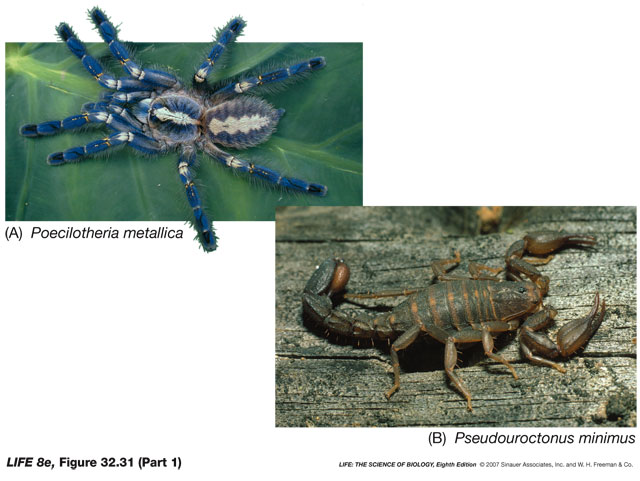 (A) Poecilotheria metallica
(B) Pseudouroctonus minimus
LIFE 8e, Figure 32.31 (Part 1)
LIFE: THE SCIENCE OF BIOLOGY, Eighth Edition © 2007 Sinauer Associates, Inc. and W. H. Freeman & Co.